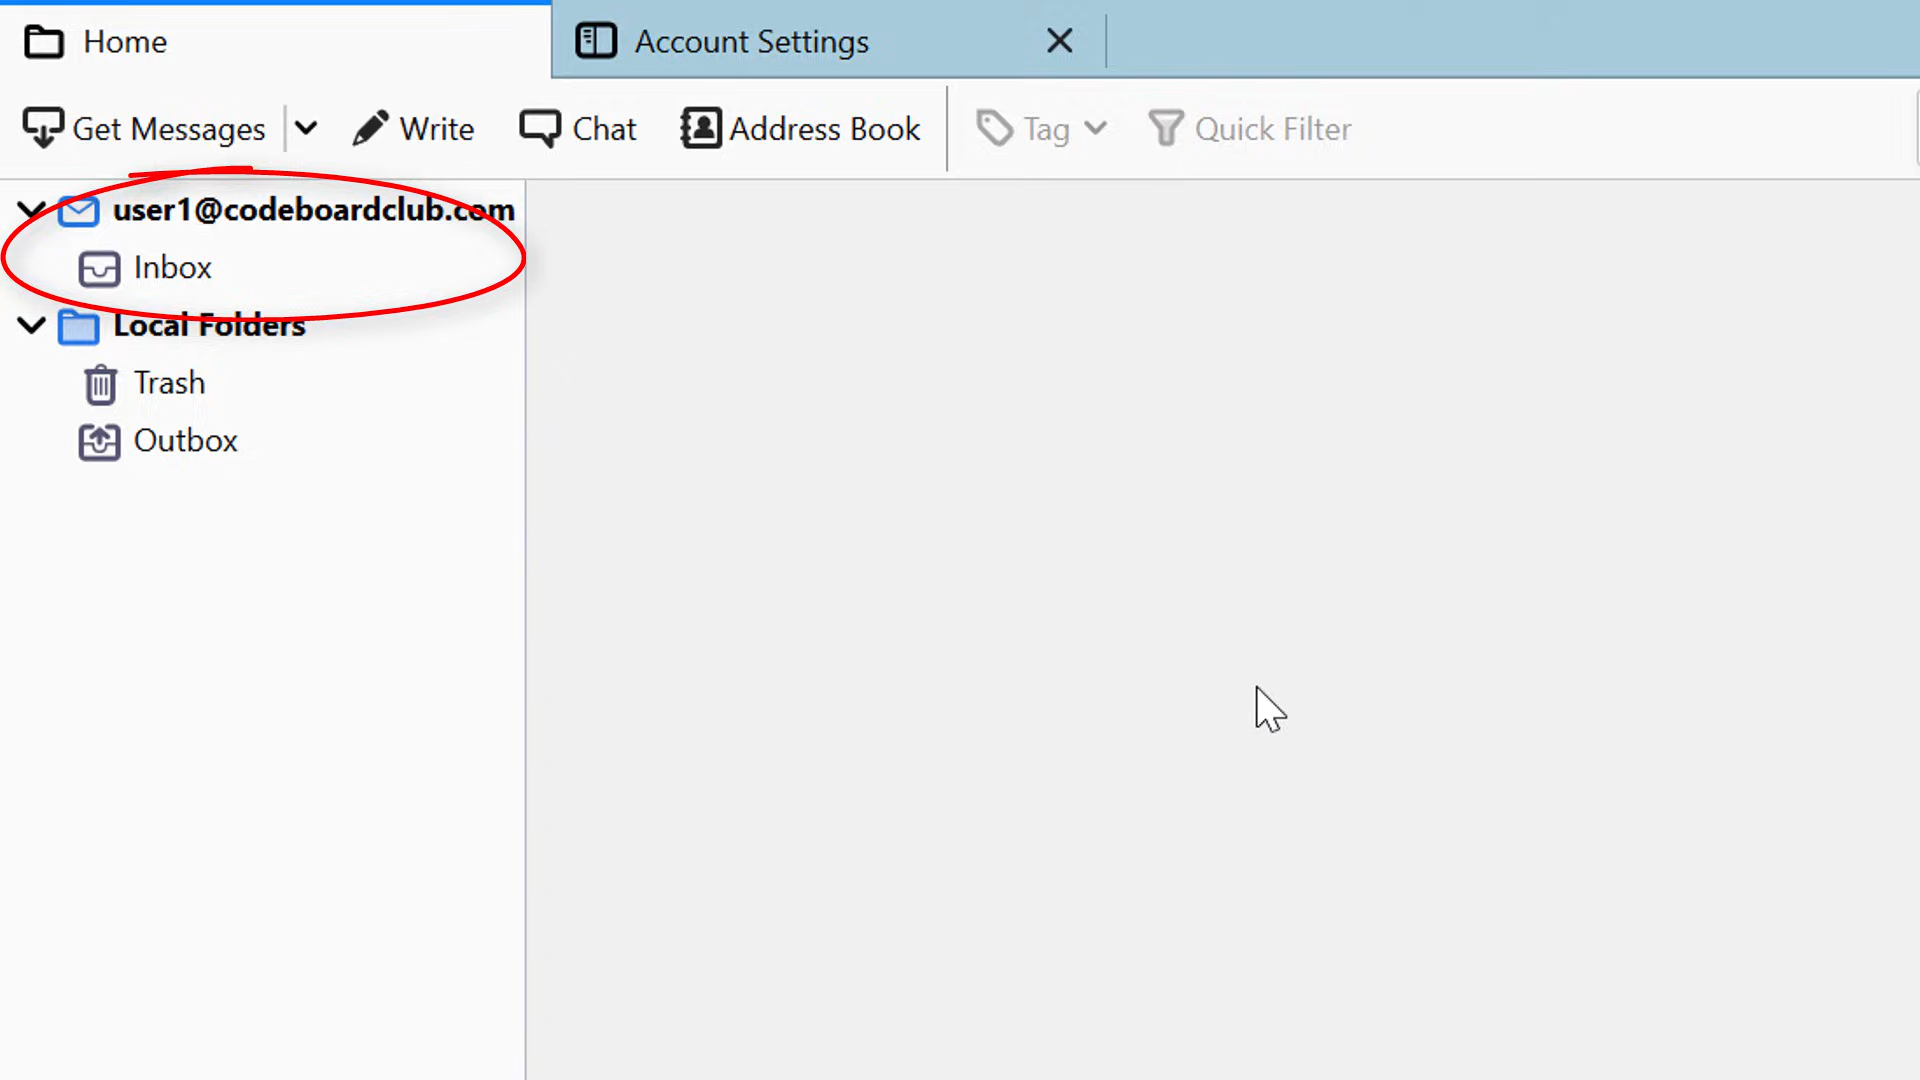 Home
Account Settings
Get Messages
Write
Chat
Address Book
Tag
Quick Filter
user1@codeboardclub.com
Inbox
Local Folders
Trash
Outbox